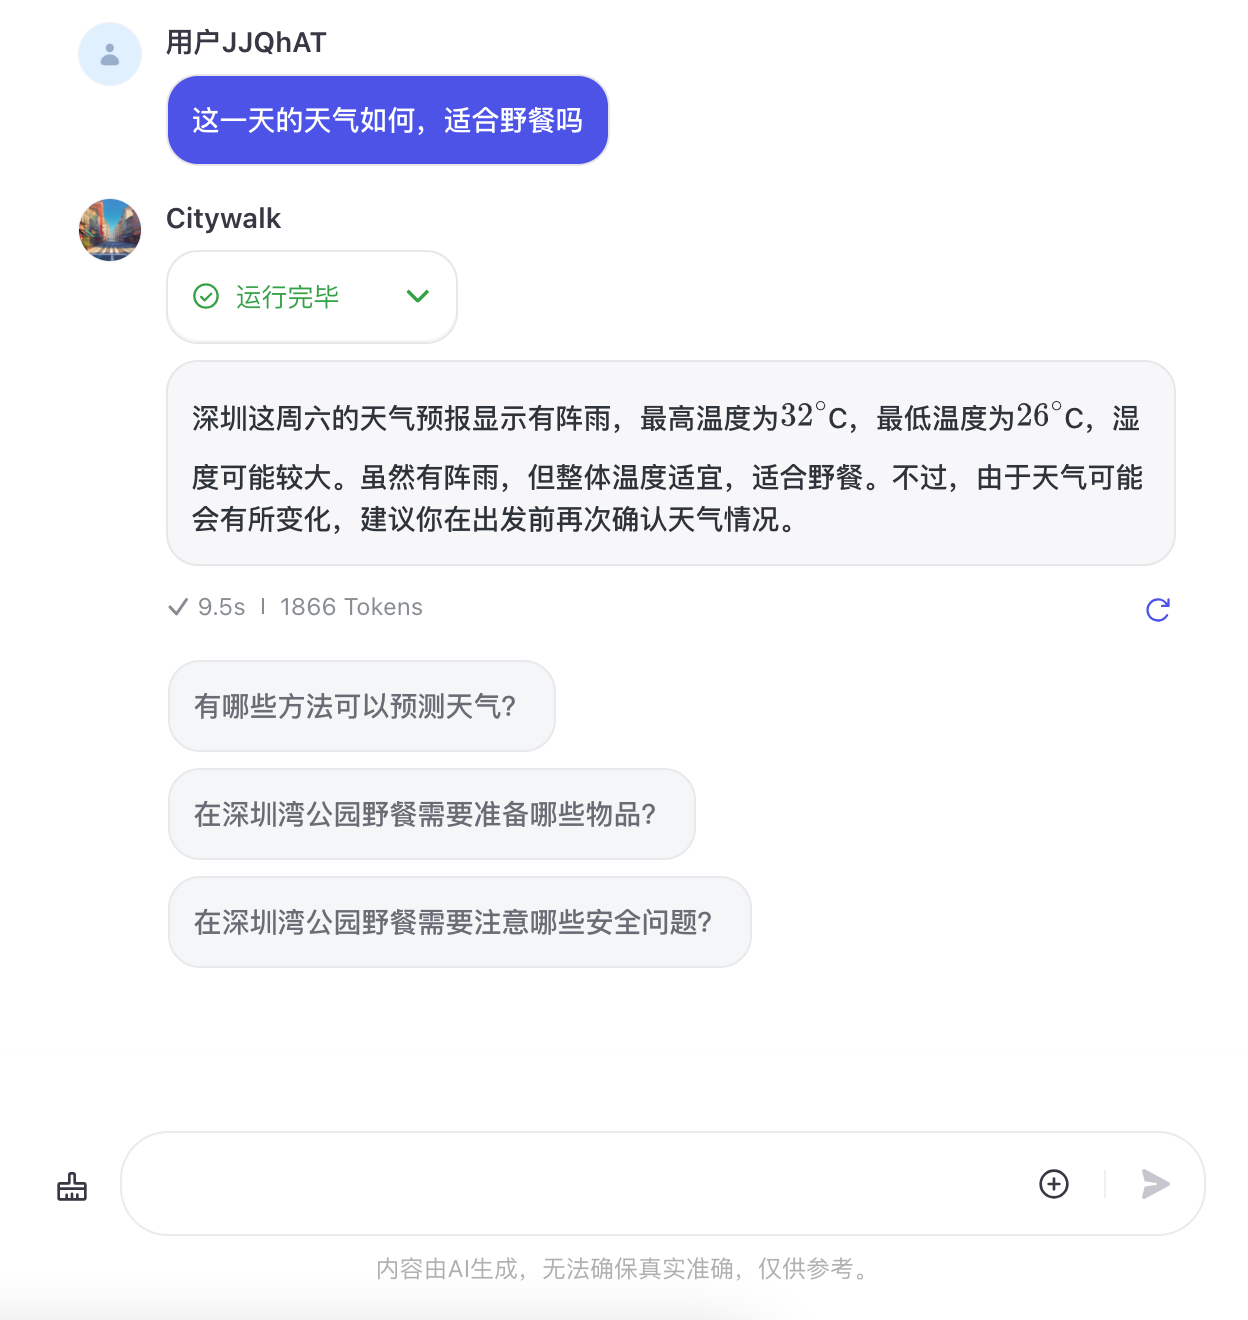 用户JJQhAT
这一天的天气如何，适合野餐吗
Citywalk
运行完毕
深圳这周六的天气预报显示有阵雨，最高温度为32°C，最低温度为26°C，湿
度可能较大。虽然有阵雨，但整体温度适宜，适合野餐。不过，由于天气可能
会有所变化，建议你在出发前再次确认天气情况。
9.5s | 1866 Tokens
有哪些方法可以预测天气？
在深圳湾公园野餐需要准备哪些物品？
在深圳湾公园野餐需要注意哪些安全问题？
内容由AI生成，无法确保真实准确，仅供参考。